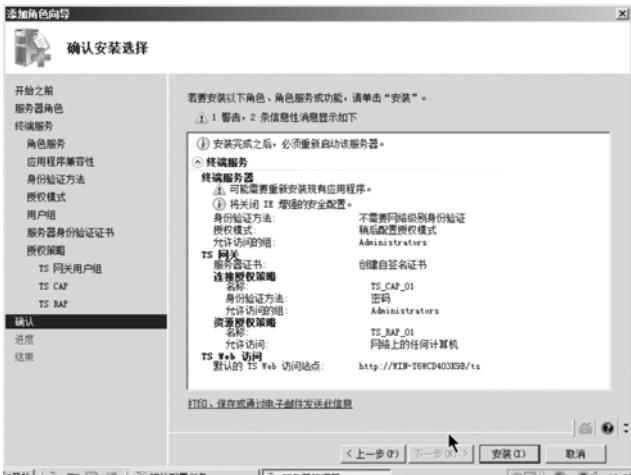 添加角色向导
确认安装选择
开始之前
服务器角色
终端服务
角色服务
应用程序兼容性
身份验证方法
授权模式
用户组
服务器身份验证证书
授权策略
TS 网关用户组
TS CAP
TS RAP
确认
进度
结果
若要安装以下角色、角色服务或功能，请单击“安装”。
1 警告，2 条信息性消息显示如下
安装完成之后，必须重新启动该服务器。
终端服务
终端服务器
可能需要重新安装现有应用程序。
将关闭 IE 增强的安全配置。
身份验证方法: 不需要网络级别身份验证
授权模式: 稍后配置授权模式
允许访问的组: Administrators
TS 网关
服务器证书: 创建自签名证书
连接授权策略
名称: TS_CAP_01
身份验证方法: 密码
允许访问的组: Administrators
资源授权策略
名称: TS_RAP_01
允许访问: 网络上的任何计算机
TS Web 访问
默认的 TS Web 访问站点: http://WIN-T6WCD403KSB/ts
打印、保存或通过电子邮件发送此信息
< 上一步(P) 下一步(N) > 安装(I) 取消